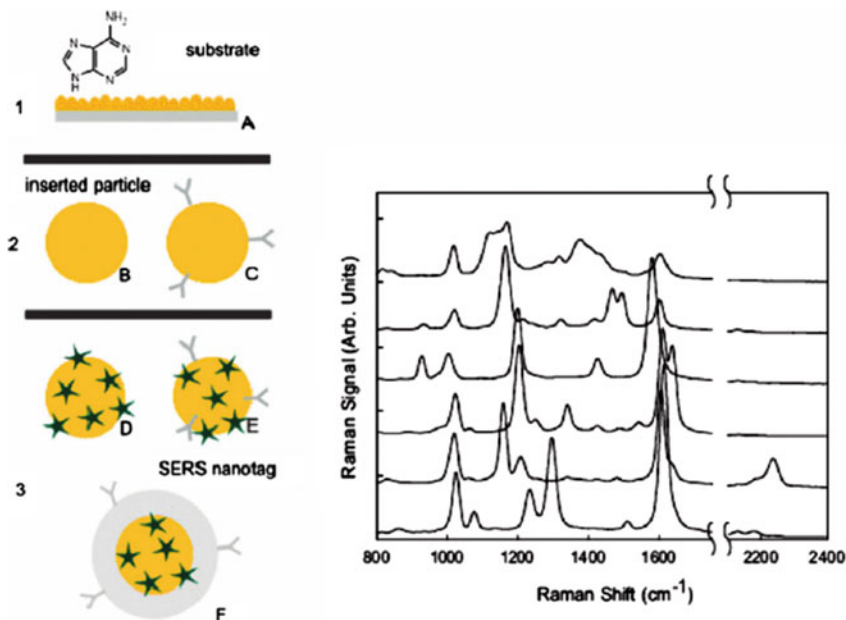 NH₂
N
N
N
H
N
substrate
1
A
inserted particle
2
B
C
D
E
SERS nanotag
3
F
Raman Signal (Arb. Units)
800 1000 1200 1400 1600 2200 2400
Raman Shift (cm⁻¹)